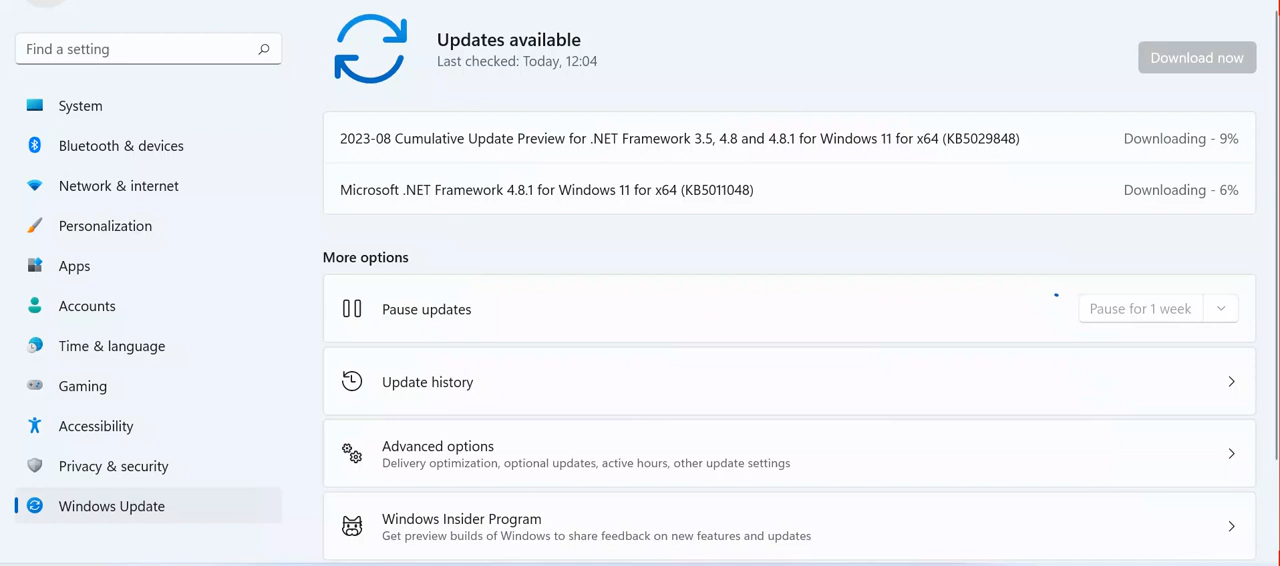 Find a setting
System
Bluetooth & devices
Network & internet
Personalization
Apps
Accounts
Time & language
Gaming
Accessibility
Privacy & security
Windows Update
Updates available
Last checked: Today, 12:04
Download now
2023-08 Cumulative Update Preview for .NET Framework 3.5, 4.8 and 4.8.1 for Windows 11 for x64 (KB5029848)
Downloading - 9%
Microsoft .NET Framework 4.8.1 for Windows 11 for x64 (KB5011048)
Downloading - 6%
More options
Pause updates
Pause for 1 week
Update history
Advanced options
Delivery optimization, optional updates, active hours, other update settings
Windows Insider Program
Get preview builds of Windows to share feedback on new features and updates